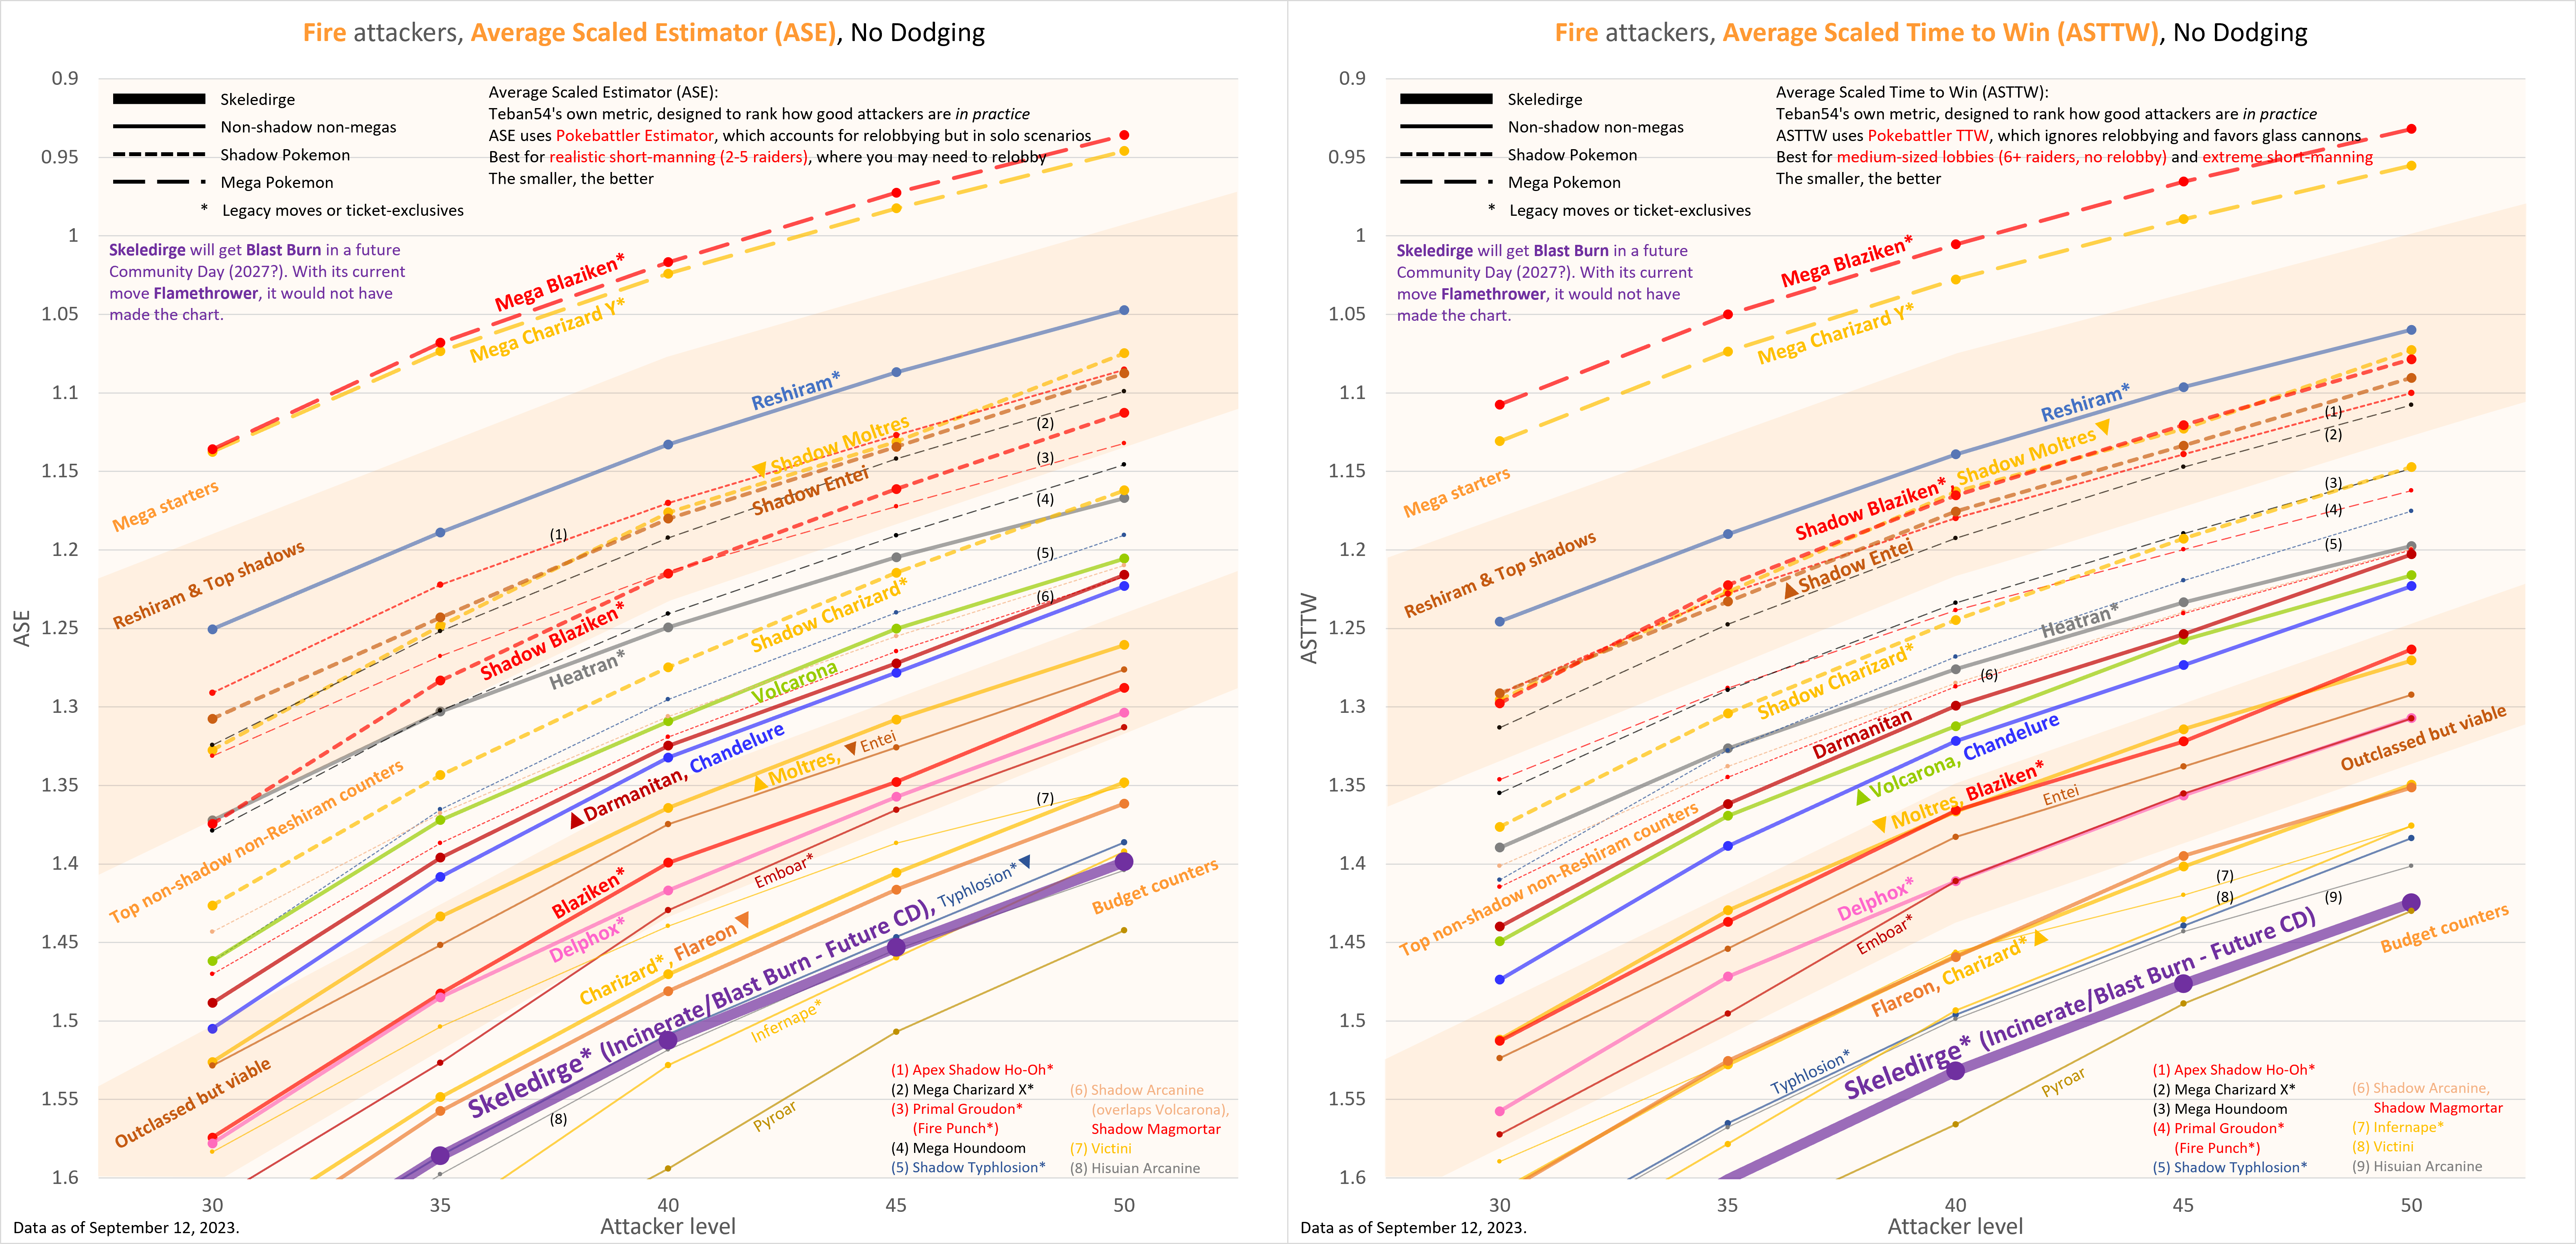 Fire attackers, Average Scaled Estimator (ASE), No Dodging
0.9
0.95
1
1.05
1.1
1.15
1.2
1.25
1.3
1.35
1.4
1.45
1.5
1.55
1.6
ASE
Skeledirge
Non-shadow non-megas
Shadow Pokemon
Mega Pokemon
* Legacy moves or ticket-exclusives
Average Scaled Estimator (ASE):
Teban54's own metric, designed to rank how good attackers are in practice
ASE uses Pokebattler Estimator, which accounts for relobbying but in solo scenarios
Best for realistic short-manning (2-5 raiders), where you may need to relobby
The smaller, the better
Skeledirge will get Blast Burn in a future
Community Day (2027?). With its current
move Flamethrower, it would not have
made the chart.
Mega Blaziken*
Mega Charizard Y*
Reshiram*
Shadow Moltres
Shadow Entei
Mega starters
Reshiram & Top shadows
(1)
(2)
(3)
(4)
(5)
(6)
(7)
(8)
Shadow Blaziken*
Heatran*
Shadow Charizard*
Volcarona
Darmanitan, Chandelure
Moltres, Entei
Top non-shadow non-Reshiram counters
Blaziken*
Delphox*
Emboar*
Charizard*, Flareon
Skeledirge* (Incinerate/Blast Burn - Future CD), Typhlosion*
Infernape*
Pyroar
Budget counters
Outclassed but viable
(1) Apex Shadow Ho-Oh*
(2) Mega Charizard X*
(3) Primal Groudon*
(Fire Punch*)
(4) Mega Houndoom
(5) Shadow Typhlosion*
(6) Shadow Arcanine
(overlaps Volcarona),
Shadow Magmortar
(7) Victini
(8) Hisuian Arcanine
30
35
40
45
50
Attacker level
Data as of September 12, 2023.
Fire attackers, Average Scaled Time to Win (ASTTW), No Dodging
0.9
0.95
1
1.05
1.1
1.15
1.2
1.25
1.3
1.35
1.4
1.45
1.5
1.55
1.6
ASTTW
Skeledirge
Non-shadow non-megas
Shadow Pokemon
Mega Pokemon
* Legacy moves or ticket-exclusives
Average Scaled Time to Win (ASTTW):
Teban54's own metric, designed to rank how good attackers are in practice
ASTTW uses Pokebattler TTW, which ignores relobbying and favors glass cannons
Best for medium-sized lobbies (6+ raiders, no relobby) and extreme short-manning
The smaller, the better
Skeledirge will get Blast Burn in a future
Community Day (2027?). With its current
move Flamethrower, it would not have
made the chart.
Mega Blaziken*
Mega Charizard Y*
Reshiram*
Shadow Moltres
Shadow Blaziken*,
Shadow Entei
Mega starters
Reshiram & Top shadows
(1)
(2)
(3)
(4)
(5)
(6)
(7)
(8)
(9)
Heatran*
Shadow Charizard*
Darmanitan
Volcarona, Chandelure
Moltres, Blaziken*
Entei
Outclassed but viable
Top non-shadow non-Reshiram counters
Delphox*
Emboar*
Flareon, Charizard*
Typhlosion*
Skeledirge* (Incinerate/Blast Burn - Future CD)
Pyroar
Budget counters
(1) Apex Shadow Ho-Oh*
(2) Mega Charizard X*
(3) Mega Houndoom
(4) Primal Groudon*
(Fire Punch*)
(5) Shadow Typhlosion*
(6) Shadow Arcanine,
Shadow Magmortar
(7) Infernape*
(8) Victini
(9) Hisuian Arcanine
30
35
40
45
50
Attacker level
Data as of September 12, 2023.